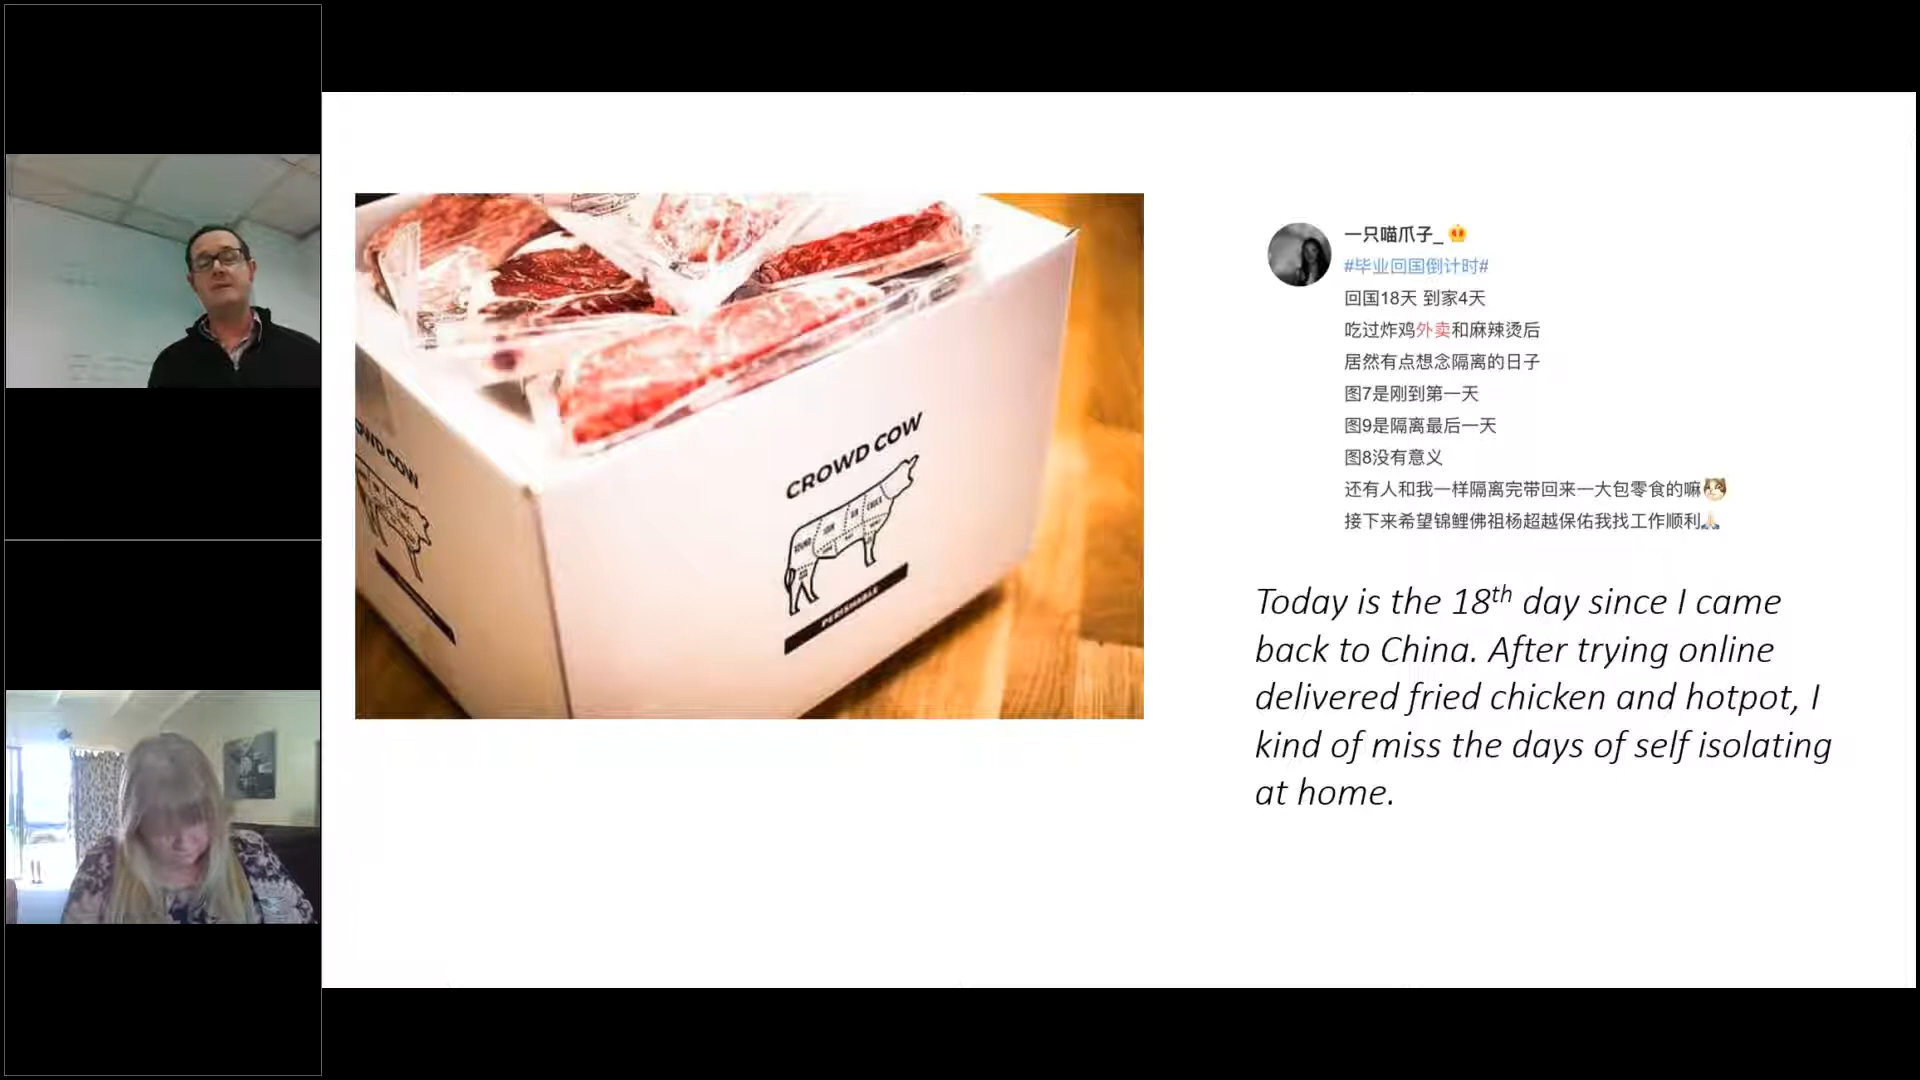 CROWD COW
ROUND
LOIN
RIB
CHUCK
PERISHABLE
OWD COW
一只喵爪子_
#毕业回国倒计时#
回国18天 到家4天
吃过炸鸡外卖和麻辣烫后
居然有点想念隔离的日子
图7是刚到第一天
图9是隔离最后一天
图8没有意义
还有人和我一样隔离完带回来一大包零食的嘛
接下来希望锦鲤佛祖杨超越保佑我找工作顺利
Today is the 18th day since I came
back to China. After trying online
delivered fried chicken and hotpot, I
kind of miss the days of self isolating
at home.